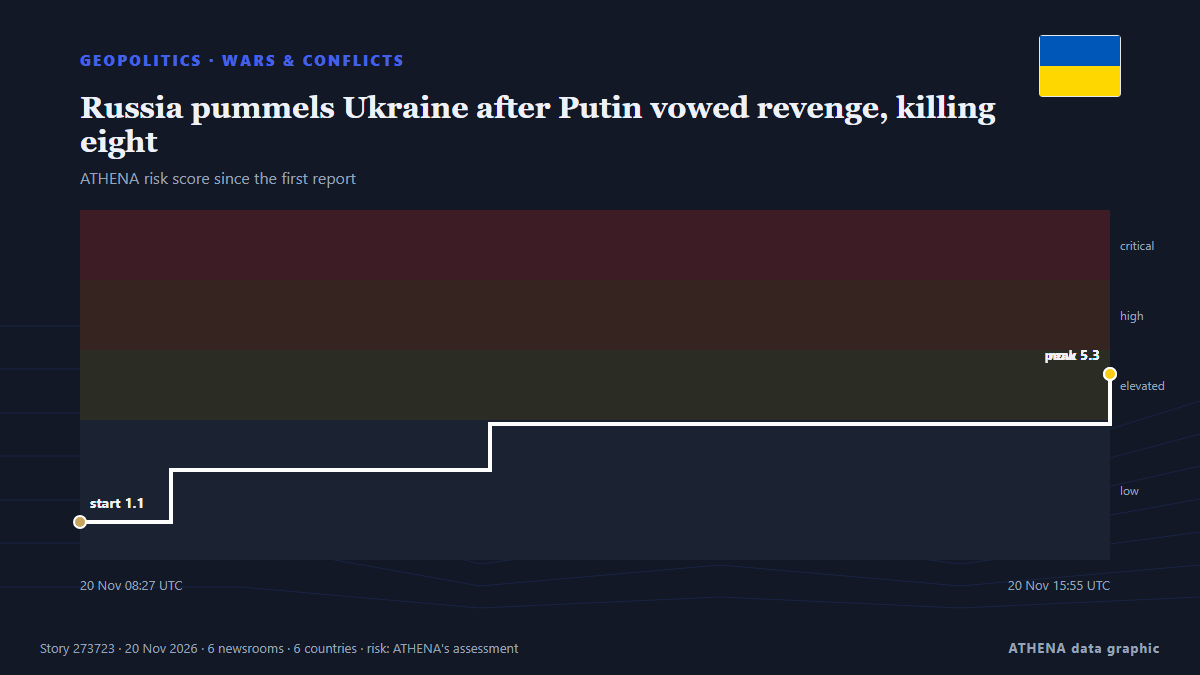 GEOPOLITICS · WARS & CONFLICTS
Russia pummels Ukraine after Putin vowed revenge, killing
eight
ATHENA risk score since the first report
critical
high
peak 5.3
elevated
start 1.1
low
20 Nov 08:27 UTC
20 Nov 15:55 UTC
Story 273723 · 20 Nov 2026 · 6 newsrooms · 6 countries · risk: ATHENA's assessment
ATHENA data graphic